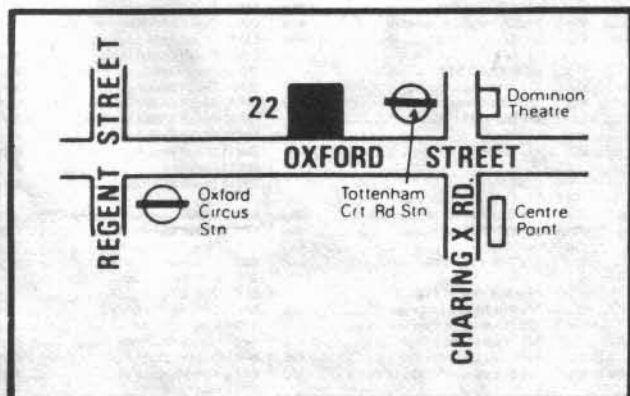 REGENT STREET
22
OXFORD STREET
Dominion
Theatre
Oxford
Circus
Stn
Tottenham
Crt Rd Stn
CHARING X RD.
Centre
Point